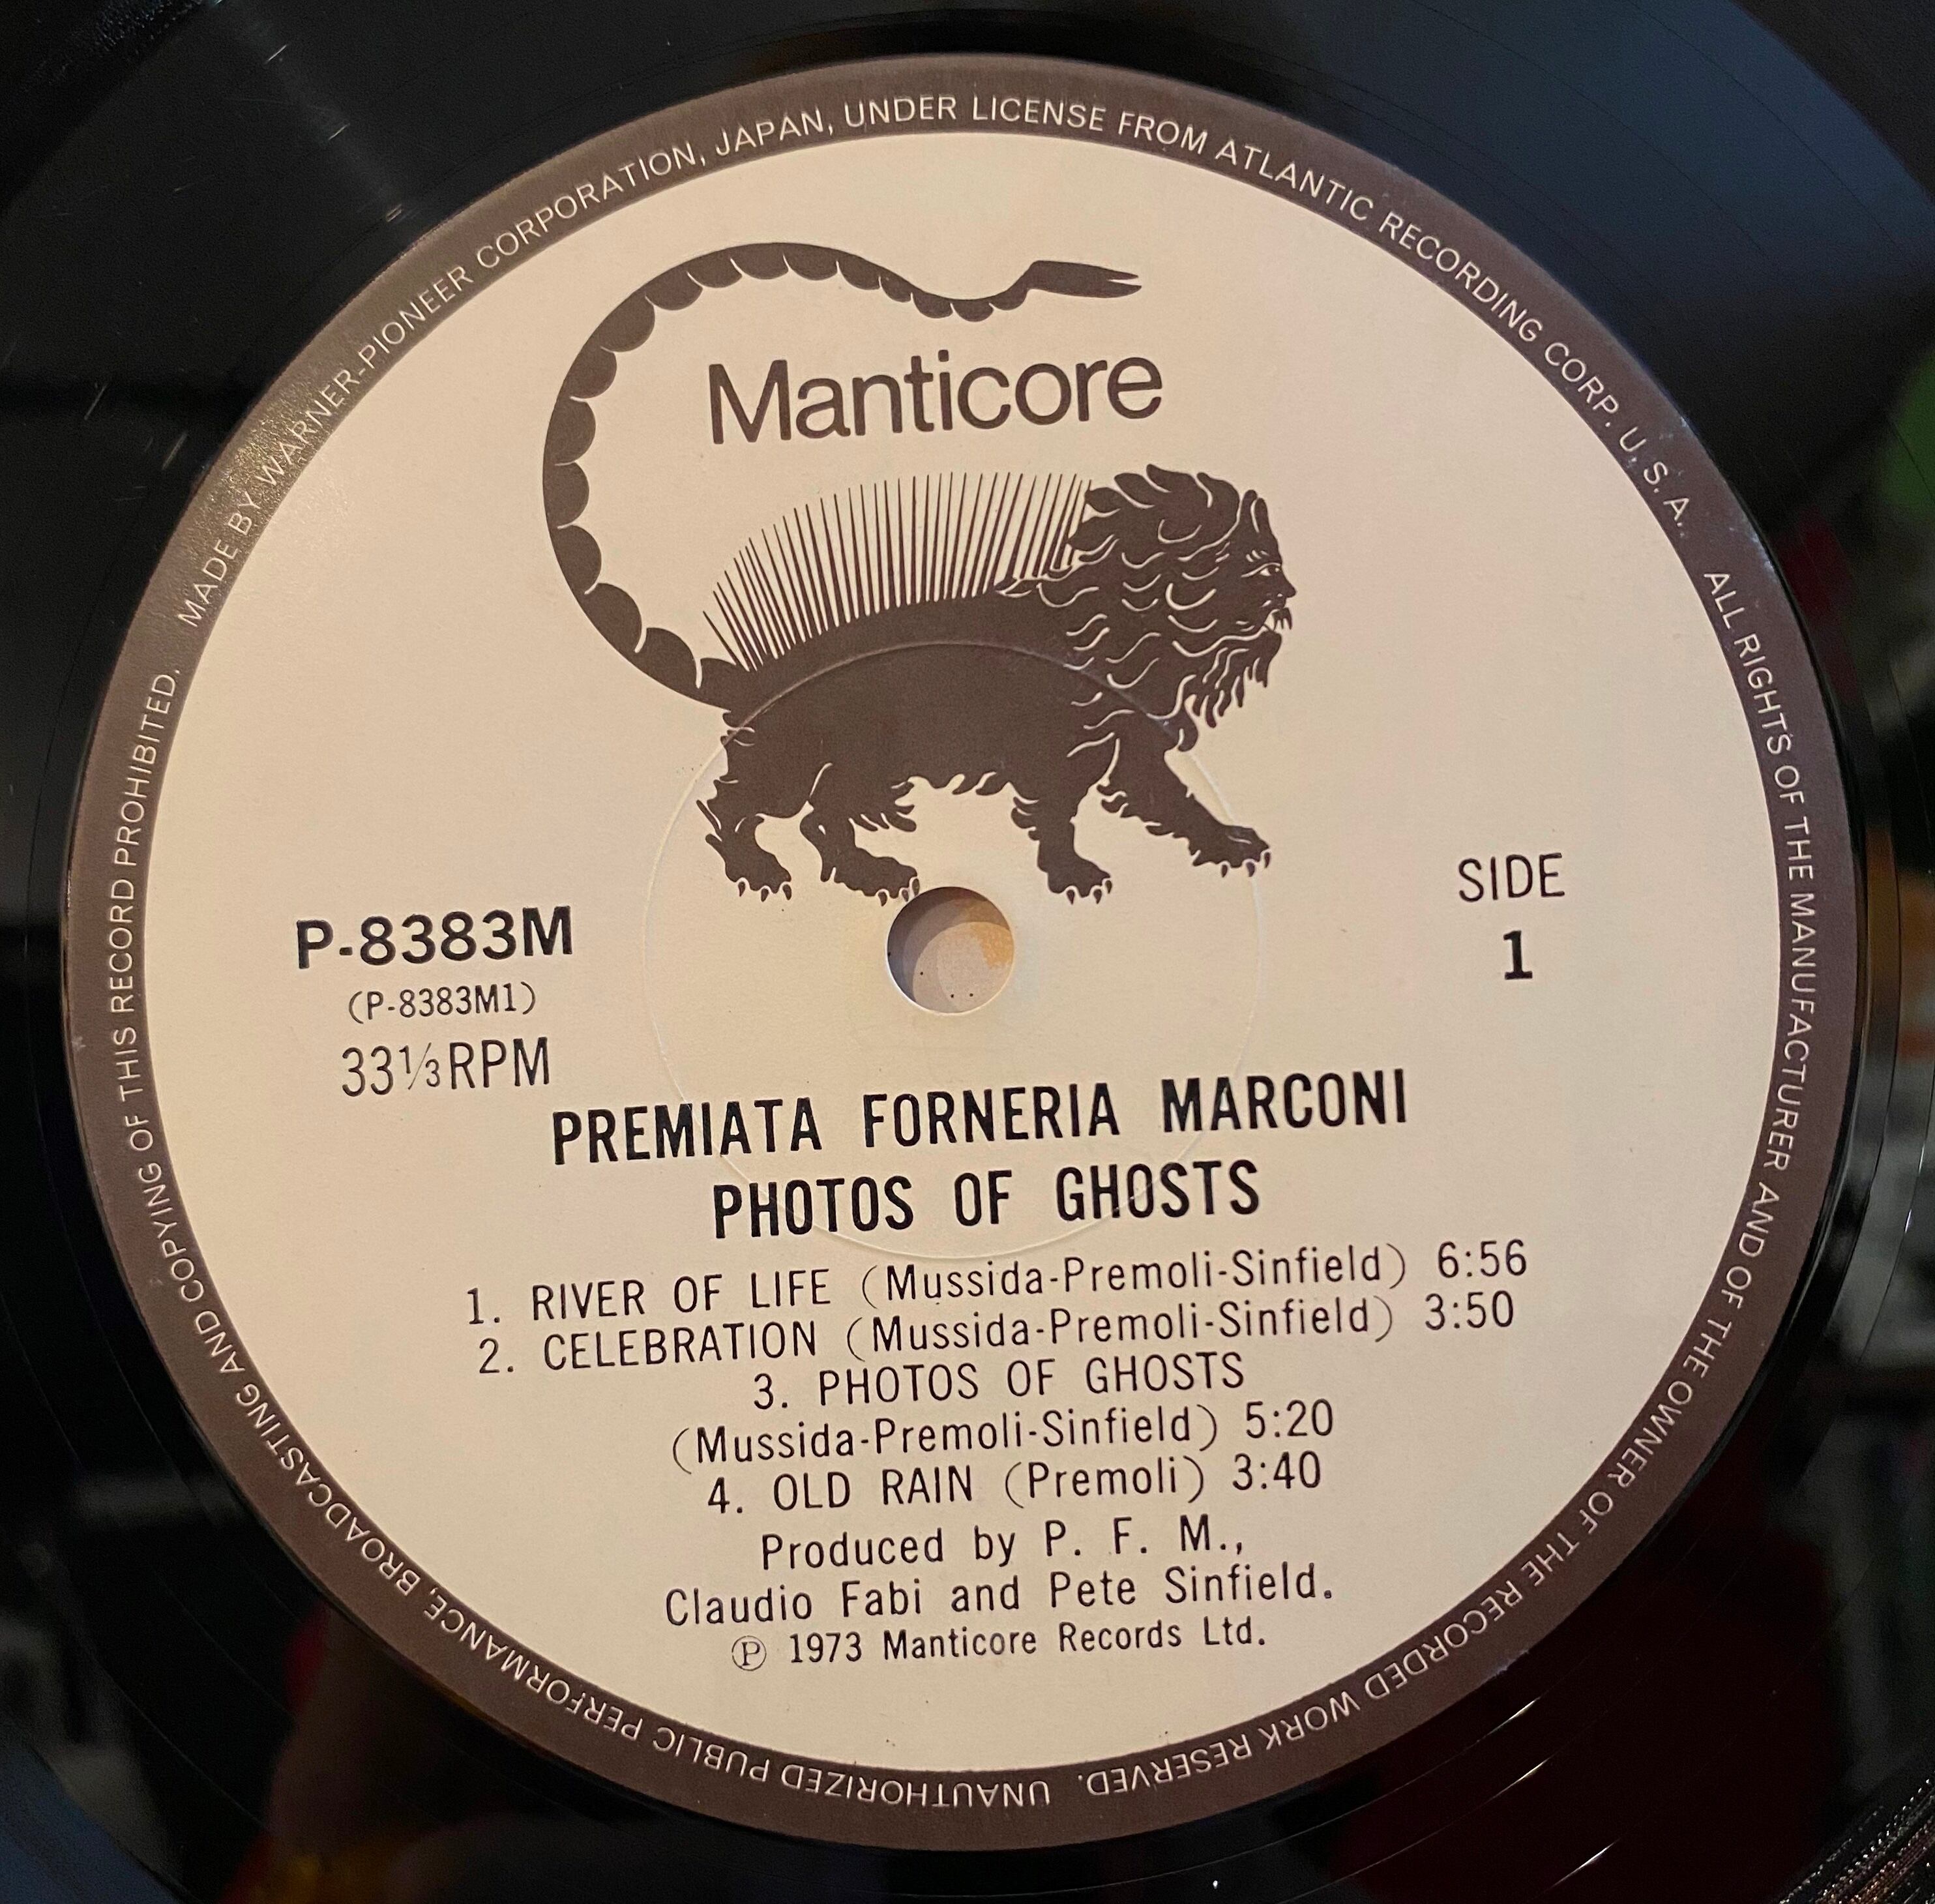 MADE BY WARNER-PIONEER CORPORATION, JAPAN, UNDER LICENSE FROM ATLANTIC RECORDING CORP. U. S. A. ALL RIGHTS OF THE MANUFACTURER AND OF THE OWNER OF THE RECORDED WORK RESERVED. UNAUTHORIZED PUBLIC PERFORMANCE, BROADCASTING AND COPYING OF THIS RECORD PROHIBITED.
Manticore
SIDE
1
P-8383M
(P-8383M1)
33⅓RPM
PREMIATA FORNERIA MARCONI
PHOTOS OF GHOSTS
1. RIVER OF LIFE (Mussida-Premoli-Sinfield) 6:56
2. CELEBRATION (Mussida-Premoli-Sinfield) 3:50
3. PHOTOS OF GHOSTS
(Mussida-Premoli-Sinfield) 5:20
4. OLD RAIN (Premoli) 3:40
Produced by P. F. M.,
Claudio Fabi and Pete Sinfield.
Ⓟ 1973 Manticore Records Ltd.